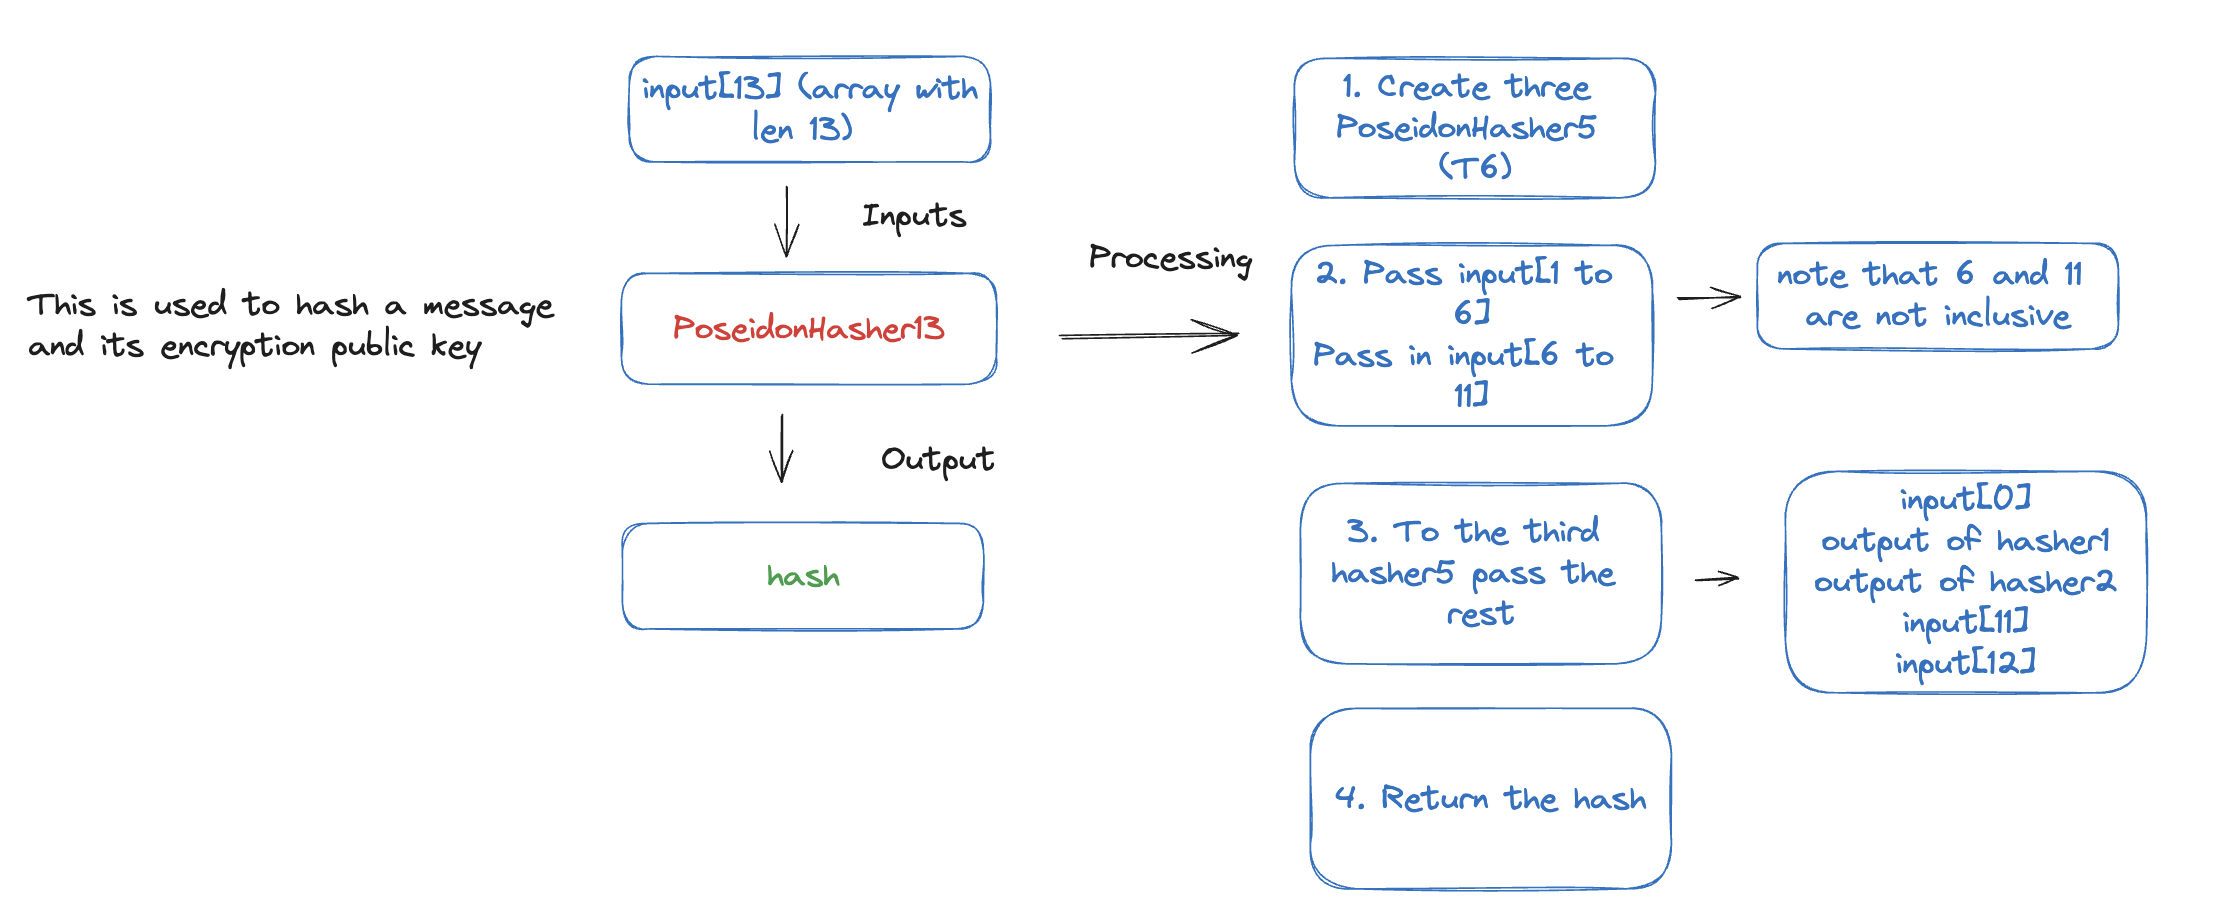 input[13] (array with
len 13)
Inputs
This is used to hash a message
and its encryption public key
PoseidonHasher13
Output
hash
Processing
1. Create three
PoseidonHasher5
(T6)
2. Pass input[1 to
6]
Pass in input[6 to
11]
note that 6 and 11
are not inclusive
3. To the third
hasher5 pass the
rest
input[0]
output of hasher1
output of hasher2
input[11]
input[12]
4. Return the hash